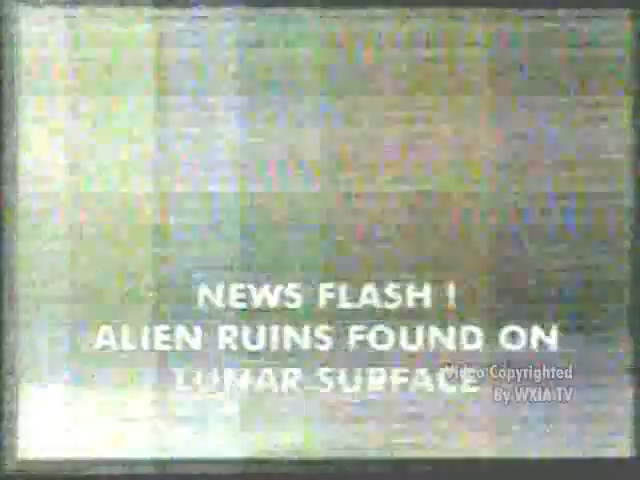 NEWS FLASH !
ALIEN RUINS FOUND ON
LUNAR SURFACE
Video Copyrighted
By WXIA-TV